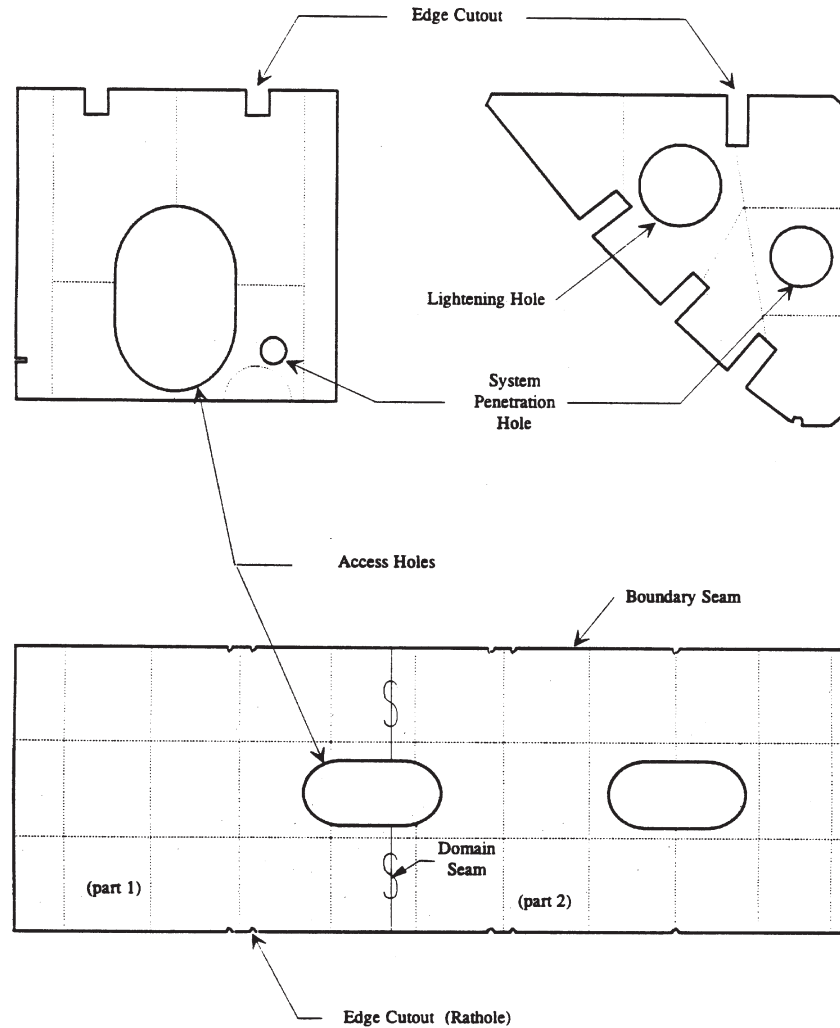 Edge Cutout
Lightening Hole
System
Penetration
Hole
Access Holes
Boundary Seam
S
Domain
Seam
S
(part 1)
(part 2)
Edge Cutout (Rathole)